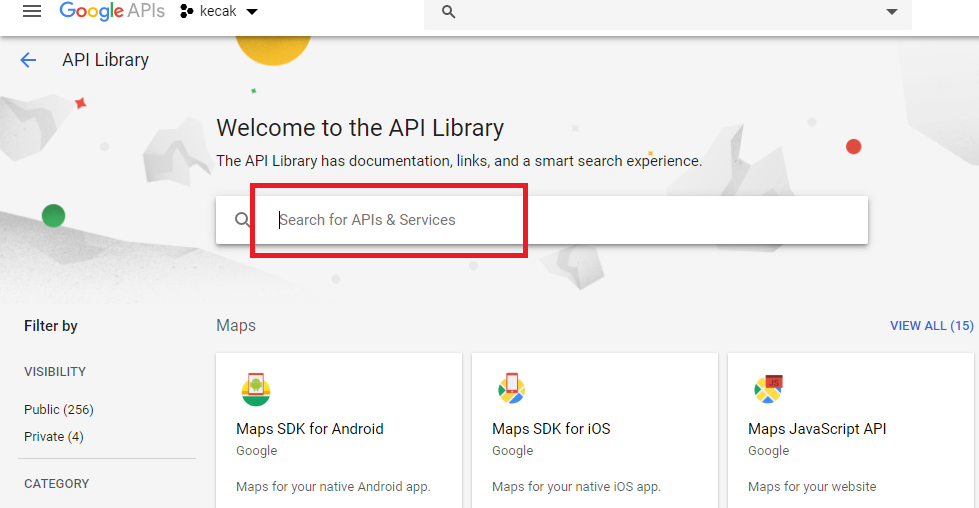 Google APIs kecak
API Library
Welcome to the API Library
The API Library has documentation, links, and a smart search experience.
Search for APIs & Services
Filter by
VISIBILITY
Public (256)
Private (4)
CATEGORY
Maps
VIEW ALL (15)
Maps SDK for Android
Google
Maps for your native Android app.
Maps SDK for iOS
Google
Maps for your native iOS app.
JS
Maps JavaScript API
Google
Maps for your website